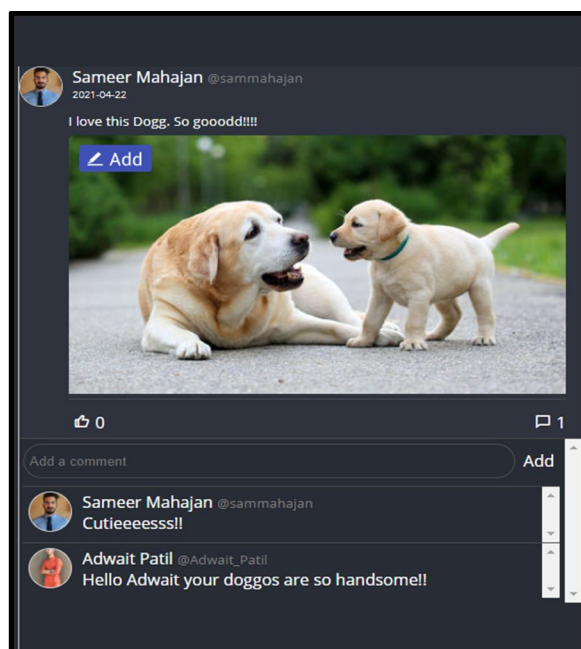 Sameer Mahajan @sammahajan
2021-04-22
I love this Dogg. So gooodd!!!!
Add
0
1
Add a comment
Add
Sameer Mahajan @sammahajan
Cutieeeesss!!
Adwait Patil @Adwait_Patil
Hello Adwait your doggos are so handsome!!